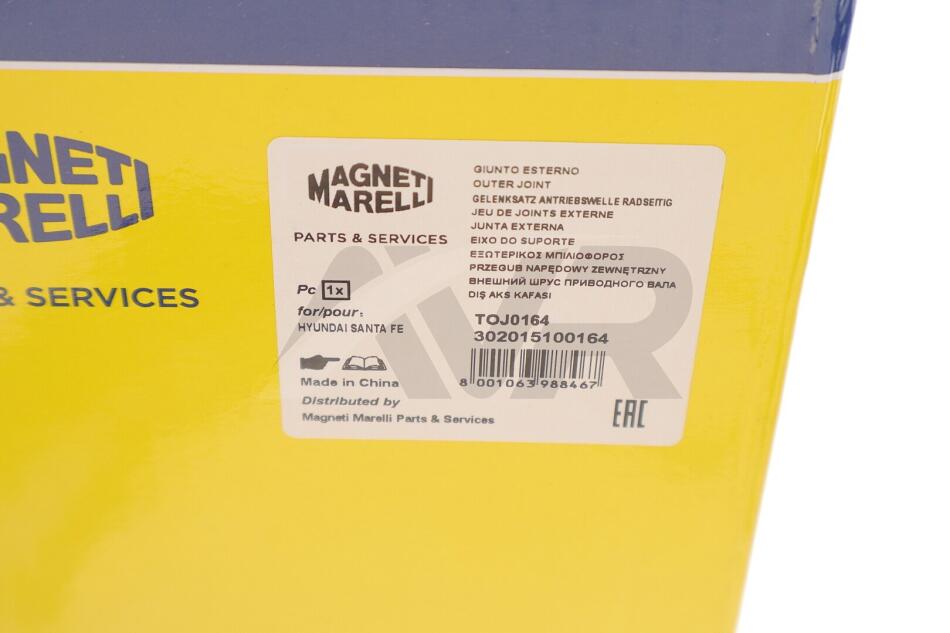 GNETI
RELLI
& SERVICES
MAGNETI
MARELLI
PARTS & SERVICES
Pc 1x
for/pour:
HYUNDAI SANTA FE
Made in China
Distributed by
Magneti Marelli Parts & Services
GIUNTO ESTERNO
OUTER JOINT
GELENKSATZ ANTRIEBSWELLE RADSEITIG
JEU DE JOINTS EXTERNE
JUNTA EXTERNA
EIXO DO SUPORTE
ΕΞΩΤΕΡΙΚΟΣ ΜΠΙΛΙΟΦΟΡΟΣ
PRZEGUB NAPĘDOWY ZEWNĘTRZNY
ВНЕШНИЙ ШРУС ПРИВОДНОГО ВАЛА
DIŞ AKS KAFASI
TOJ0164
302015100164
8 001063 988467
EAC
AVR